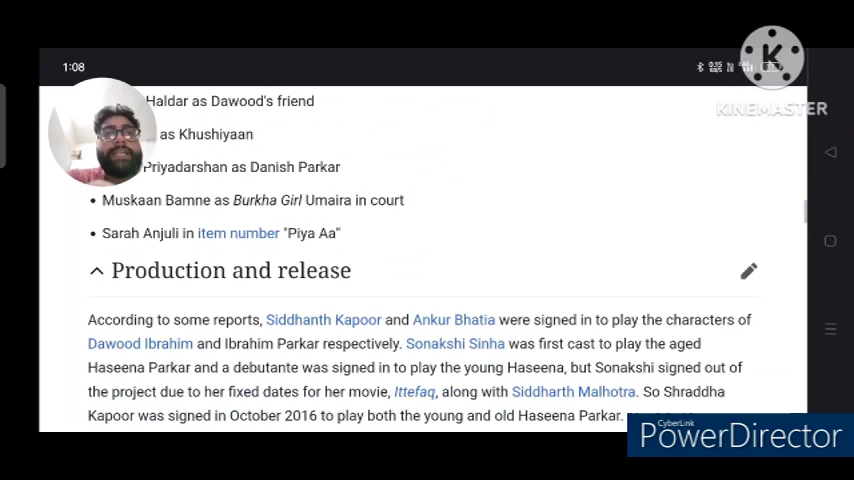 1:08
K
KINEMASTER
Haldar as Dawood's friend
as Khushiyaan
Priyadarshan as Danish Parkar
• Muskaan Bamne as Burkha Girl Umaira in court
• Sarah Anjuli in item number "Piya Aa"
Production and release
According to some reports, Siddhanth Kapoor and Ankur Bhatia were signed in to play the characters of
Dawood Ibrahim and Ibrahim Parkar respectively. Sonakshi Sinha was first cast to play the aged
Haseena Parkar and a debutante was signed in to play the young Haseena, but Sonakshi signed out of
the project due to her fixed dates for her movie, Ittefaq, along with Siddharth Malhotra. So Shraddha
Kapoor was signed in October 2016 to play both the young and old Haseena Parkar.
CyberLink
PowerDirector